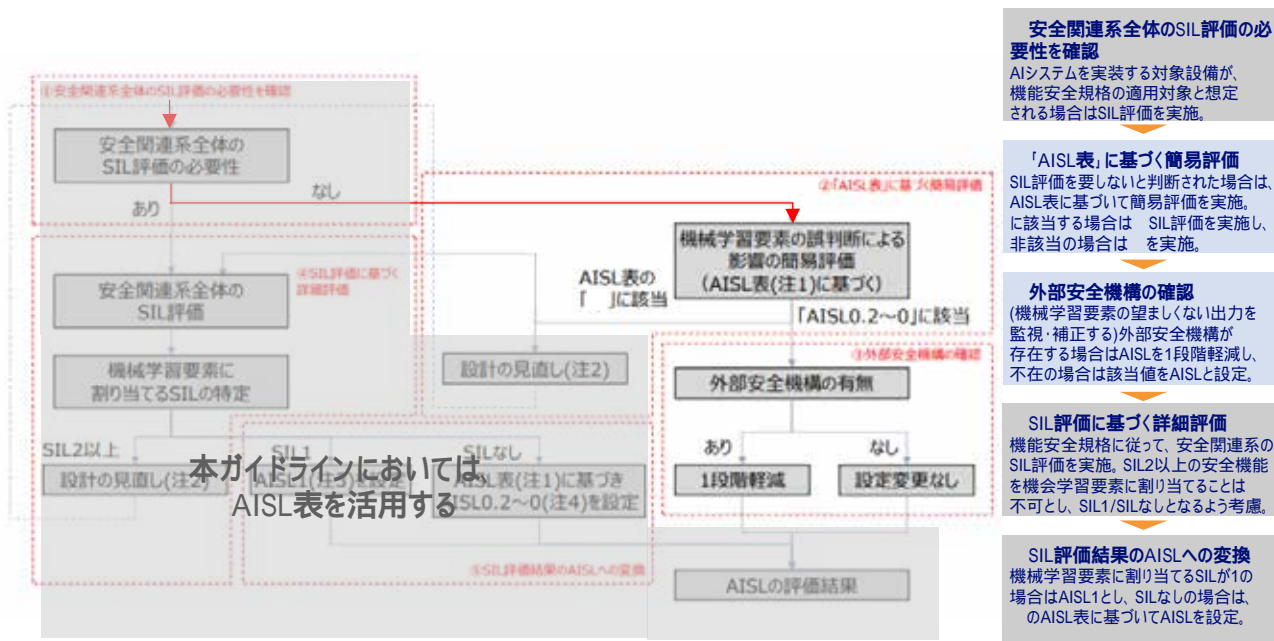 ①安全関連系全体のSIL評価の必要性を確認
安全関連系全体の
SIL評価の必要性
なし
あり
②「AISL表」に基づく簡易評価
機械学習要素の誤判断による
影響の簡易評価
(AISL表(注1)に基づく)
AISL表の
「　」に該当
「AISL0.2～0」に該当
④SIL評価に基づく
詳細評価
安全関連系全体の
SIL評価
機械学習要素に
割り当てるSILの特定
設計の見直し(注2)
③外部安全機構の確認
外部安全機構の有無
あり
なし
1段階軽減
設定変更なし
SIL2以上
SIL1
SILなし
設計の見直し(注2)
AISL1(注3)を設定
AISL表(注1)に基づき
AISL0.2～0(注4)を設定
本ガイドラインにおいては、
AISL表を活用する
⑤SIL評価結果のAISLへの変換
AISLの評価結果
安全関連系全体のSIL評価の必
要性を確認
AIシステムを実装する対象設備が、
機能安全規格の適用対象と想定
される場合はSIL評価を実施。
「AISL表」に基づく簡易評価
SIL評価を要しないと判断された場合は、
AISL表に基づいて簡易評価を実施。
に該当する場合は　SIL評価を実施し、
非該当の場合は　を実施。
外部安全機構の確認
(機械学習要素の望ましくない出力を
監視・補正する)外部安全機構が
存在する場合はAISLを1段階軽減し、
不在の場合は該当値をAISLと設定。
SIL評価に基づく詳細評価
機能安全規格に従って、安全関連系の
SIL評価を実施。SIL2以上の安全機能
を機会学習要素に割り当てることは
不可とし、SIL1/SILなしとなるよう考慮。
SIL評価結果のAISLへの変換
機械学習要素に割り当てるSILが1の
場合はAISL1とし、SILなしの場合は、
のAISL表に基づいてAISLを設定。